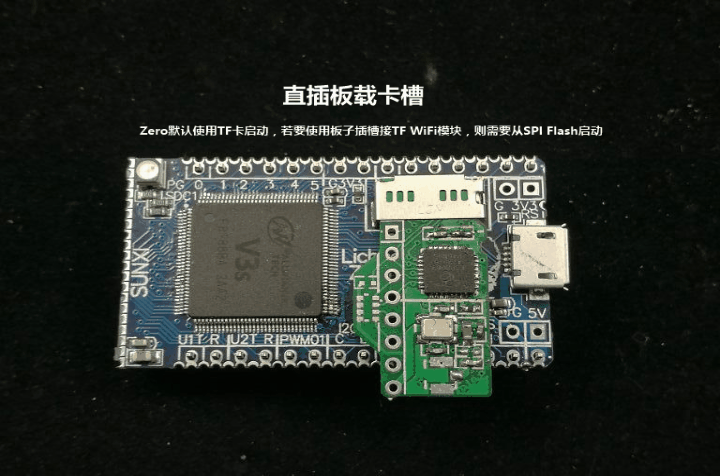 直插板载卡槽
Zero默认使用TF卡启动，若要使用板子插槽接TF WiFi模块，则需要从SPI Flash启动
PG 0 1 2 3 4 5 G 3V3
SDC1
G 3V3
RST
SUNXI
V3s
Lich
G 5V
U1T R U2T R PWM01 C